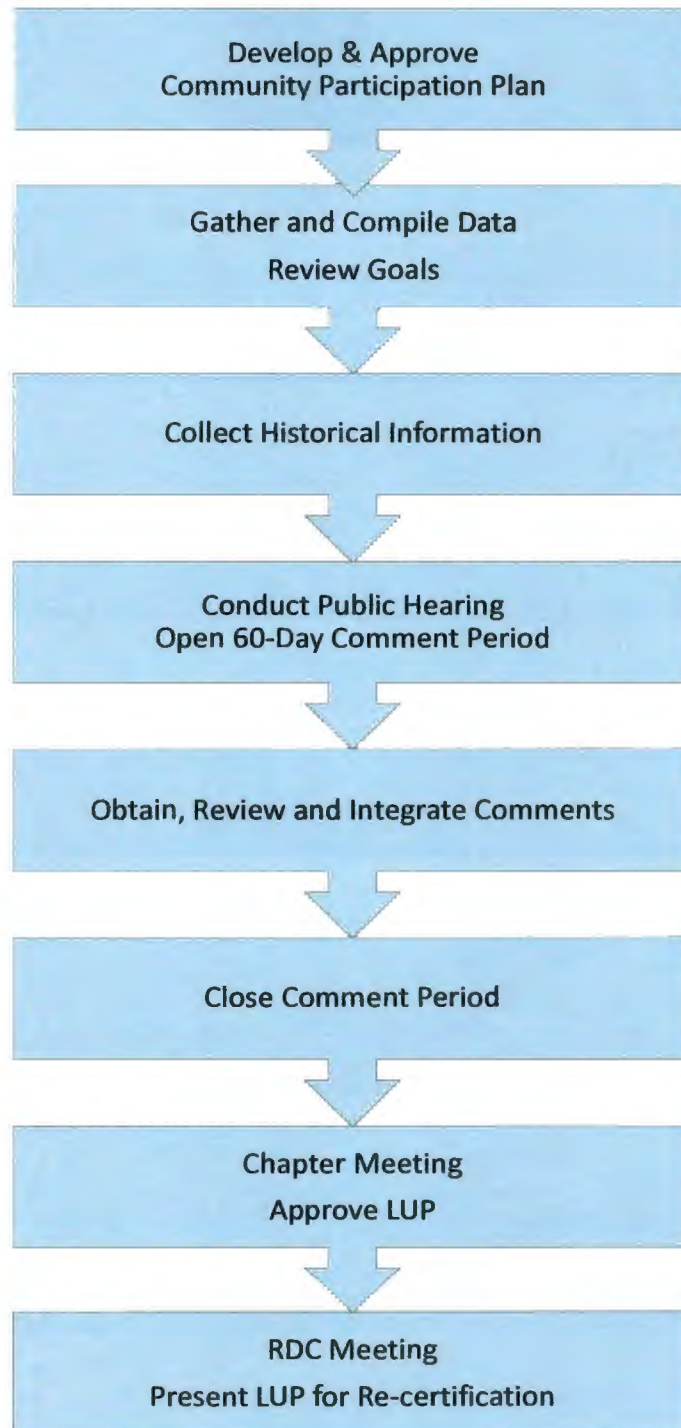 Develop & Approve
Community Participation Plan
Gather and Compile Data
Review Goals
Collect Historical Information
Conduct Public Hearing
Open 60-Day Comment Period
Obtain, Review and Integrate Comments
Close Comment Period
Chapter Meeting
Approve LUP
RDC Meeting
Present LUP for Re-certification